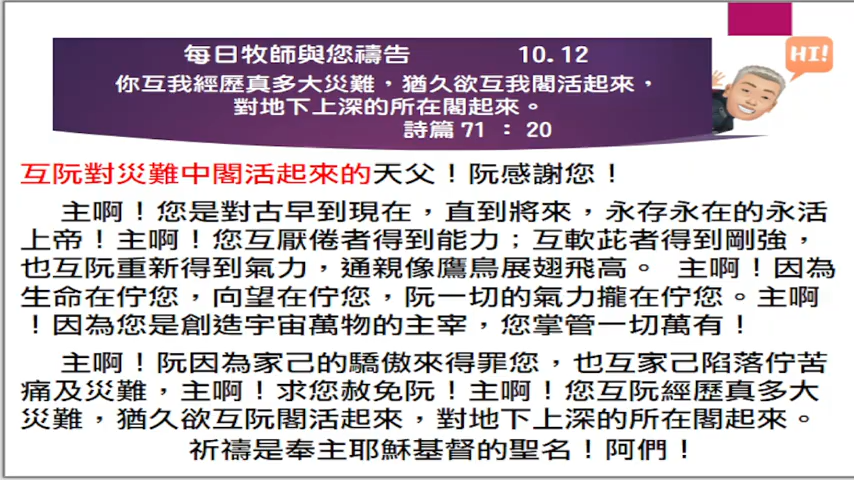 每日牧師與您禱告 10.12
HI!
你互我經歷真多大災難，猶久欲互我閣活起來，
對地下上深的所在閣起來。
詩篇 71 ： 20
互阮對災難中閣活起來的天父！阮感謝您！
主啊！您是對古早到現在，直到將來，永存永在的永活
上帝！主啊！您互厭倦者得到能力；互軟茈者得到剛強，
也互阮重新得到氣力，通親像鷹鳥展翅飛高。 主啊！因為
生命在佇您，向望在佇您，阮一切的氣力攏在佇您。主啊
！因為您是創造宇宙萬物的主宰，您掌管一切萬有！
主啊！阮因為家己的驕傲來得罪您，也互家己陷落佇苦
痛及災難，主啊！求您赦免阮！主啊！您互阮經歷真多大
災難，猶久欲互阮閣活起來，對地下上深的所在閣起來。
祈禱是奉主耶穌基督的聖名！阿們！